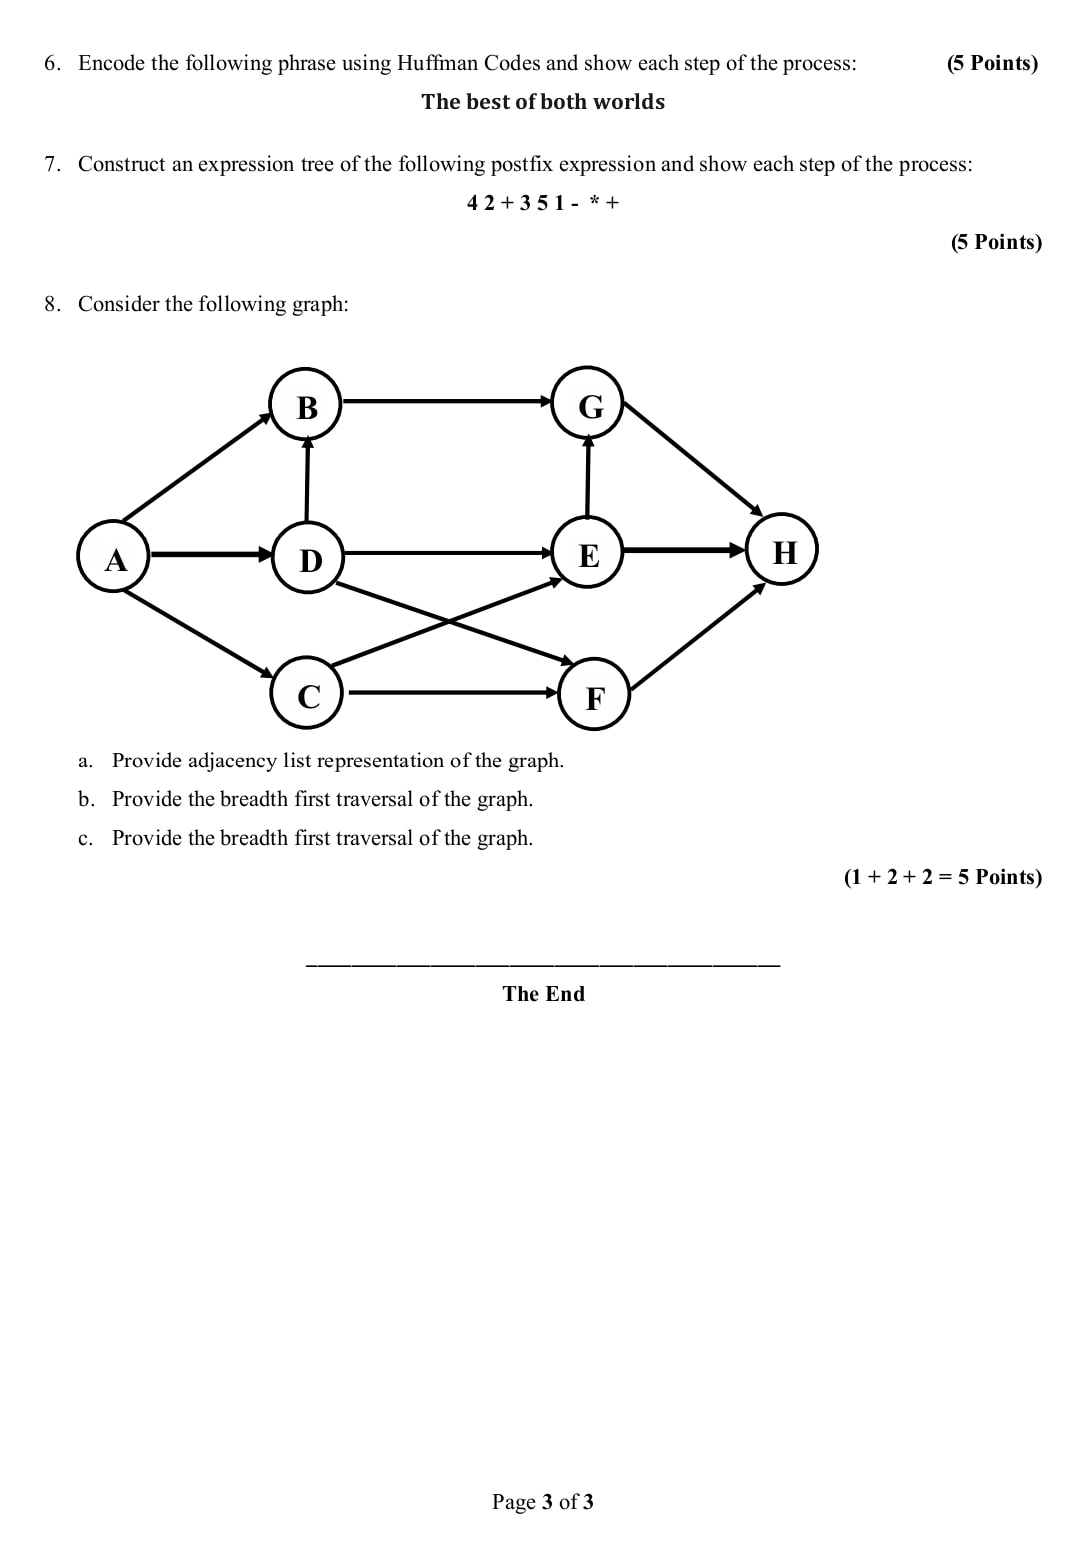 6. Encode the following phrase using Huffman Codes and show each step of the process: (5 Points)
The best of both worlds
7. Construct an expression tree of the following postfix expression and show each step of the process:
4 2 + 3 5 1 - * +
(5 Points)
8. Consider the following graph:
B G
A D E H
C F
a. Provide adjacency list representation of the graph.
b. Provide the breadth first traversal of the graph.
c. Provide the breadth first traversal of the graph.
(1 + 2 + 2 = 5 Points)
The End
Page 3 of 3